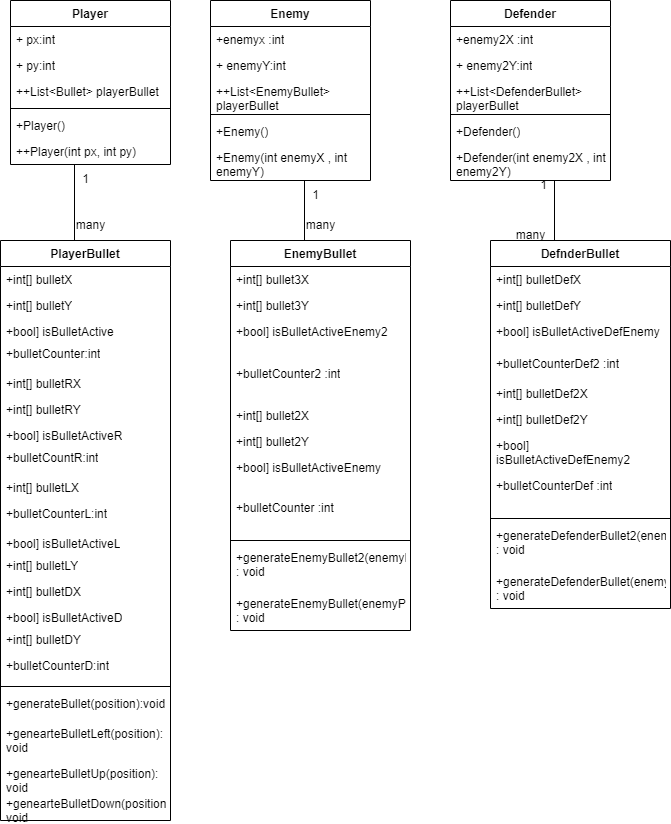 Player
+ px:int
+ py:int
++List<Bullet> playerBullet
+Player()
++Player(int px, int py)
1
many
PlayerBullet
+int[] bulletX
+int[] bulletY
+bool] isBulletActive
+bulletCounter:int
+int[] bulletRX
+int[] bulletRY
+bool] isBulletActiveR
+bulletCountR:int
+int[] bulletLX
+bulletCounterL:int
+bool] isBulletActiveL
+int[] bulletLY
+int[] bulletDX
+bool] isBulletActiveD
+int[] bulletDY
+bulletCounterD:int
+generateBullet(position):void
+genearteBulletLeft(position):
void
+genearteBulletUp(position):
void
+genearteBulletDown(position
void
Enemy
+enemyx :int
+ enemyY:int
++List<EnemyBullet>
playerBullet
+Enemy()
+Enemy(int enemyX , int
enemyY)
1
many
EnemyBullet
+int[] bullet3X
+int[] bullet3Y
+bool] isBulletActiveEnemy2
+bulletCounter2 :int
+int[] bullet2X
+int[] bullet2Y
+bool] isBulletActiveEnemy
+bulletCounter :int
+generateEnemyBullet2(enemyl
: void
+generateEnemyBullet(enemyP
: void
Defender
+enemy2X :int
+ enemy2Y:int
++List<DefenderBullet>
playerBullet
+Defender()
+Defender(int enemy2X , int
enemy2Y)
1
many
DefnderBullet
+int[] bulletDefX
+int[] bulletDefY
+bool] isBulletActiveDefEnemy
+bulletCounterDef2 :int
+int[] bulletDef2X
+int[] bulletDef2Y
+bool]
isBulletActiveDefEnemy2
+bulletCounterDef :int
+generateDefenderBullet2(enen
: void
+generateDefenderBullet(enemy
: void